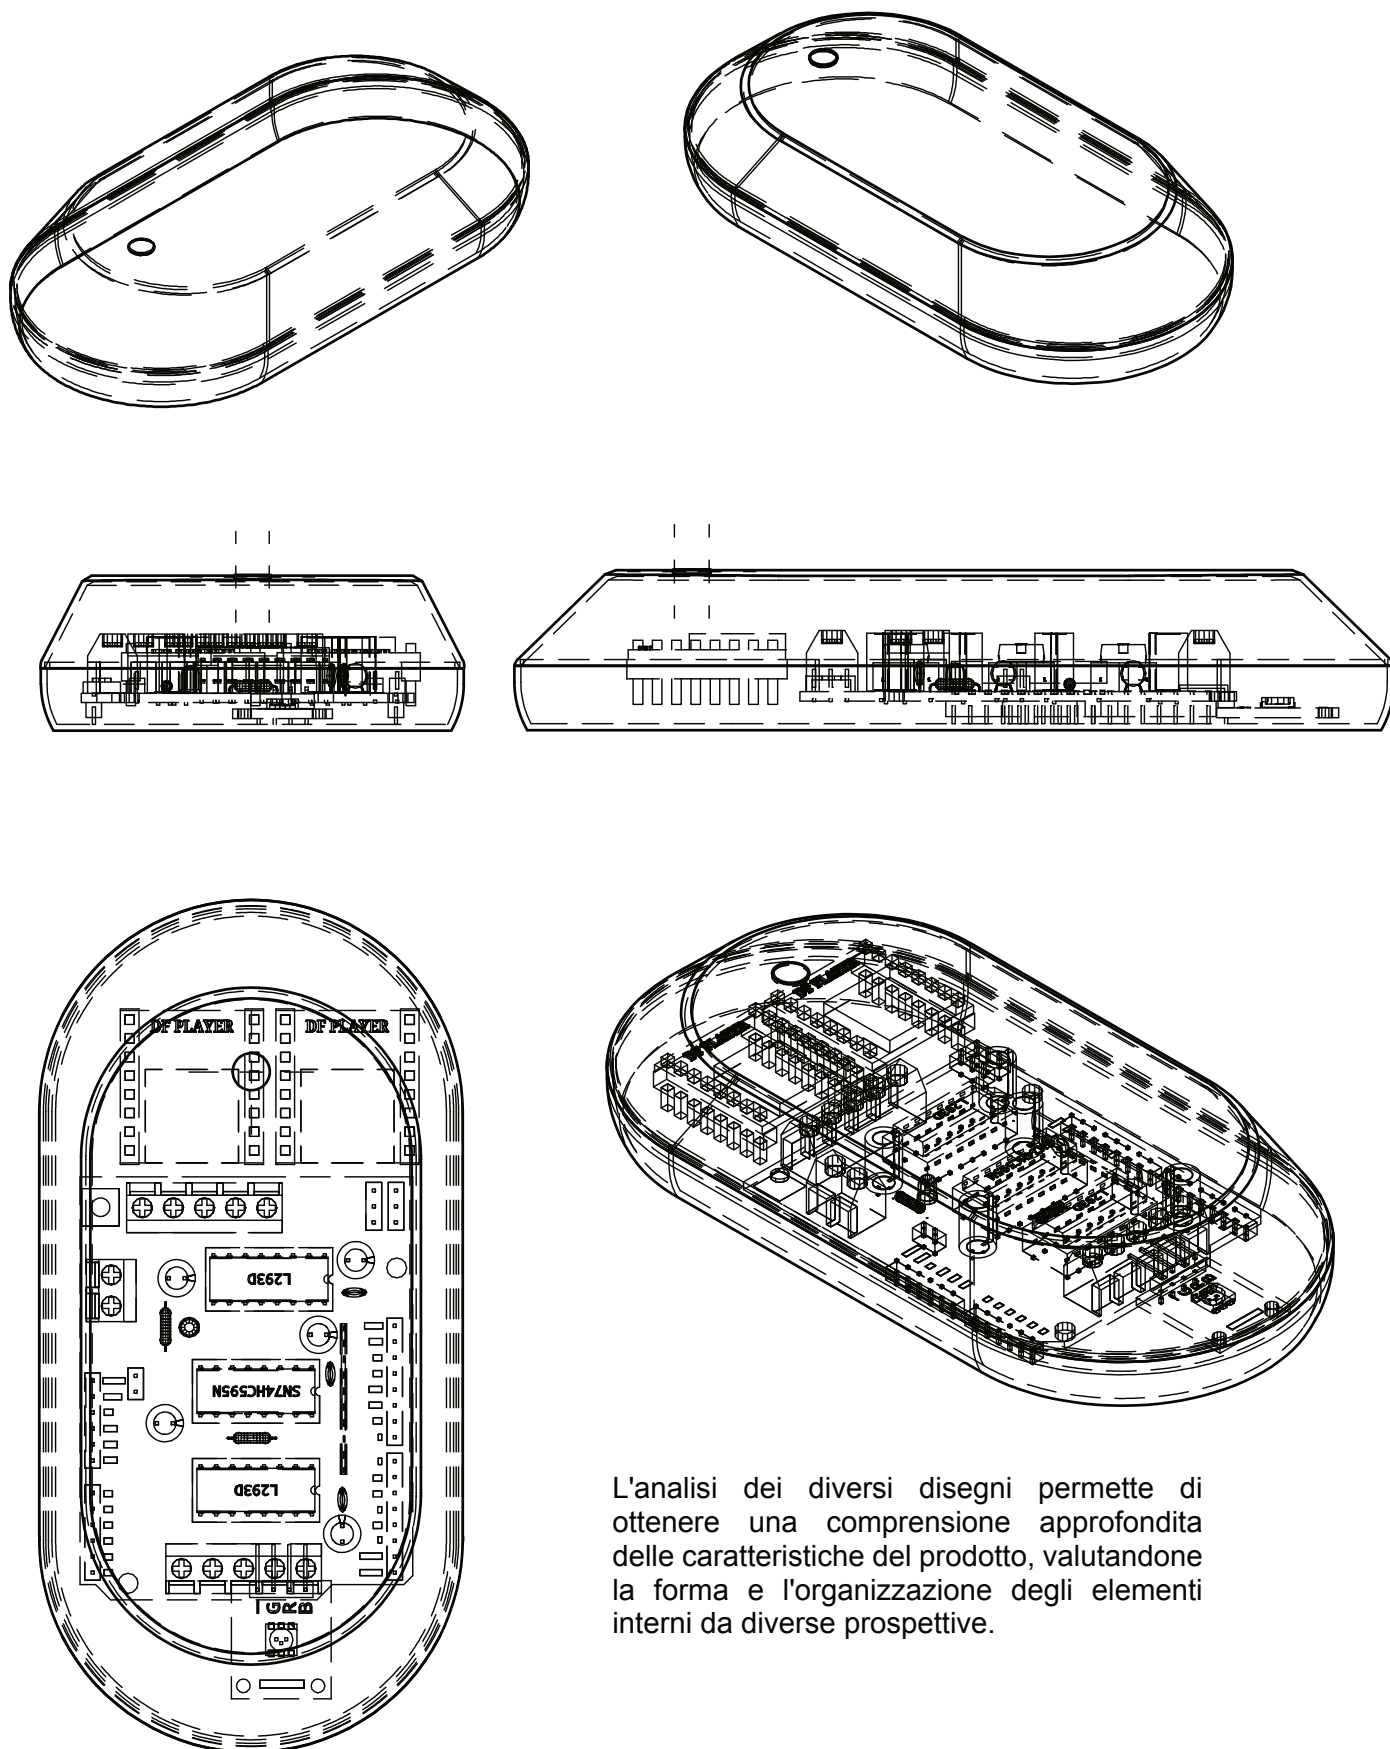 DF PLAYER DF PLAYER
L293D
SN74HC595N
L293D
GRB
L'analisi dei diversi disegni permette di
ottenere una comprensione approfondita
delle caratteristiche del prodotto, valutandone
la forma e l'organizzazione degli elementi
interni da diverse prospettive.